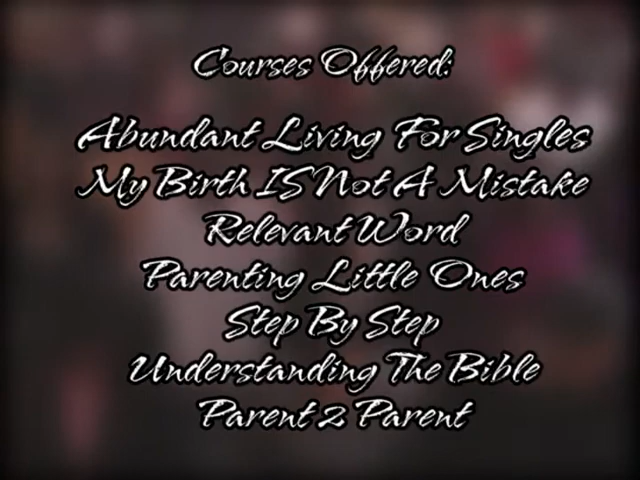 Courses Offered:
Abundant Living For Singles
My Birth IS Not A Mistake
Relevant Word
Parenting Little Ones
Step By Step
Understanding The Bible
Parent 2 Parent